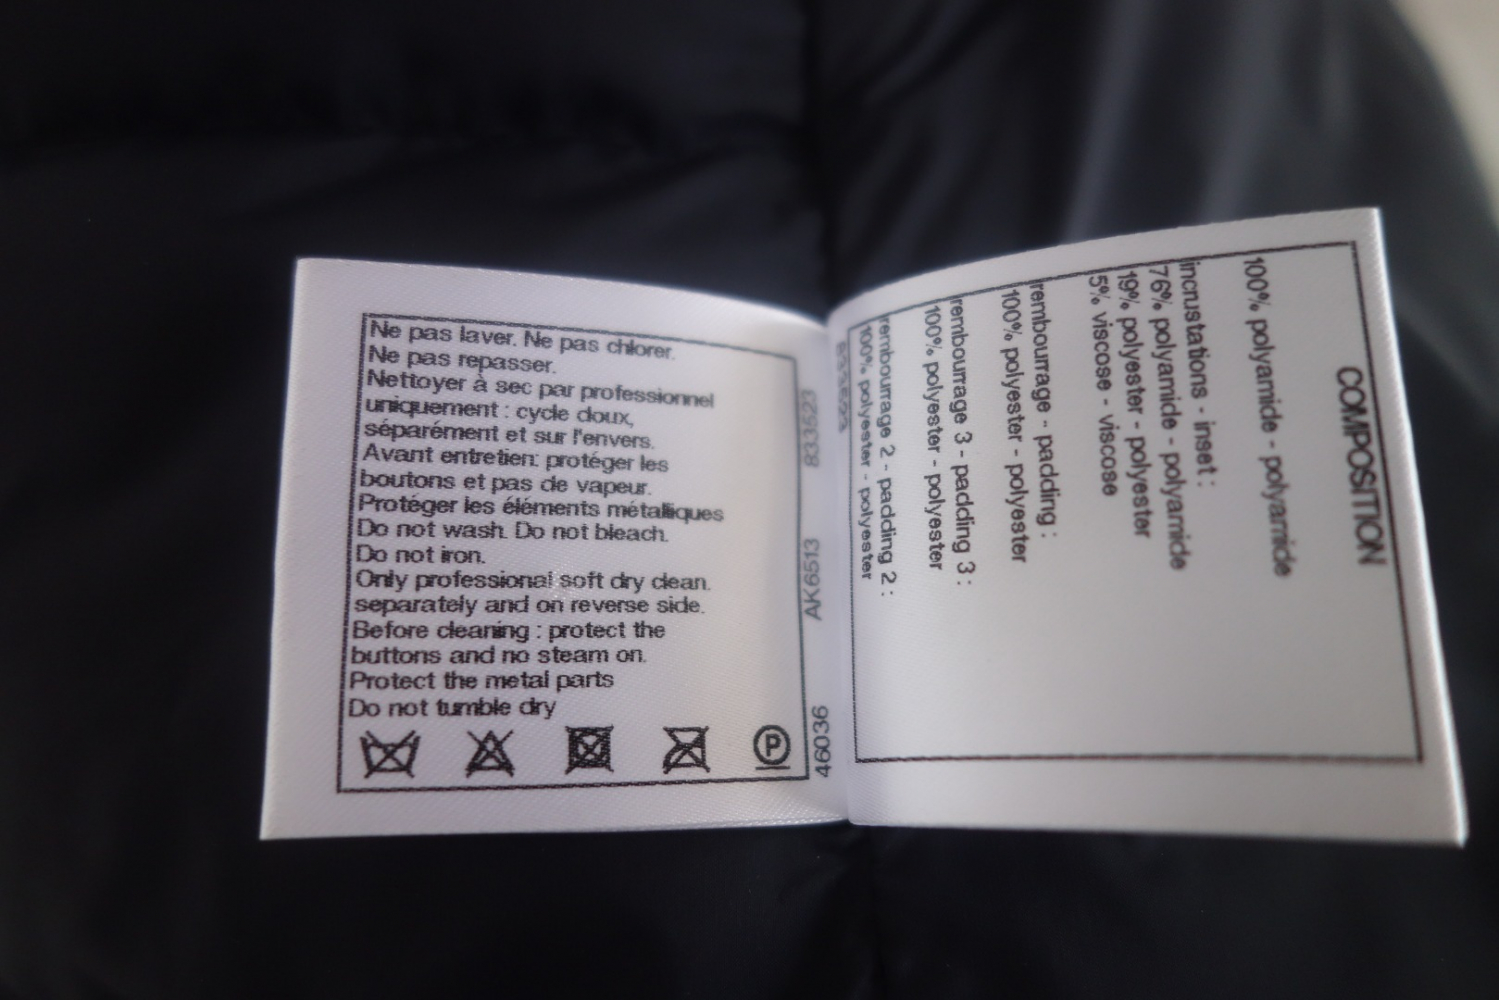 Ne pas laver. Ne pas chlorer.
Ne pas repasser.
Nettoyer à sec par professionnel
uniquement : cycle doux,
séparément et sur l'envers.
Avant entretien: protéger les
boutons et pas de vapeur.
Protéger les éléments métalliques
Do not wash. Do not bleach.
Do not iron.
Only professional soft dry clean.
separately and on reverse side.
Before cleaning : protect the
buttons and no steam on.
Protect the metal parts
Do not tumble dry
P
46036 AK6513 833523
COMPOSITION
100% polyamide - polyamide
incrustations - inset :
76% polyamide - polyamide
19% polyester - polyester
5% viscose - viscose
rembourrage - padding :
100% polyester - polyester
rembourrage 3 - padding 3 :
100% polyester - polyester
rembourrage 2 - padding 2 :
100% polyester - polyester